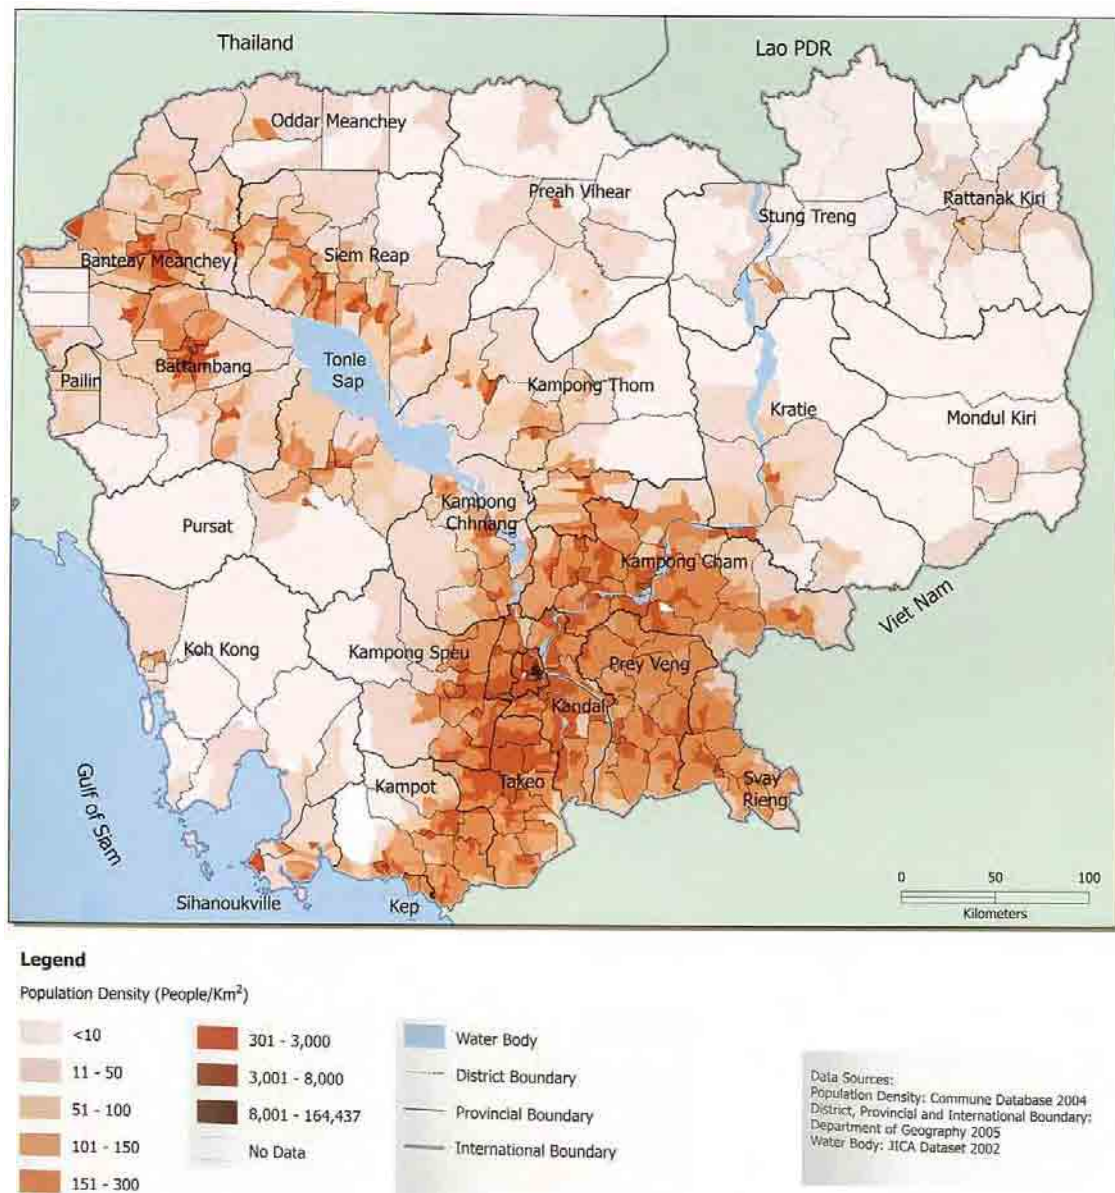 Thailand
Lao PDR
Oddar Meanchey
Preah Vihear
Stung Treng
Rattanak Kiri
Banteay Meanchey
Siem Reap
Battambang
Pailin
Tonle
Sap
Kampong Thom
Kratie
Mondul Kiri
Pursat
Kampong
Chhnang
Kampong Cham
Viet Nam
Koh Kong
Kampong Speu
Prey Veng
Kandal
Gulf of Siam
Kampot
Takeo
Svay
Rieng
Sihanoukville
Kep
0 50 100
Kilometers
Legend
Population Density (People/Km²)
<10
11 - 50
51 - 100
101 - 150
151 - 300
301 - 3,000
3,001 - 8,000
8,001 - 164,437
No Data
Water Body
District Boundary
Provincial Boundary
International Boundary
Data Sources:
Population Density: Commune Database 2004
District, Provincial and International Boundary:
Department of Geography 2005
Water Body: JICA Dataset 2002